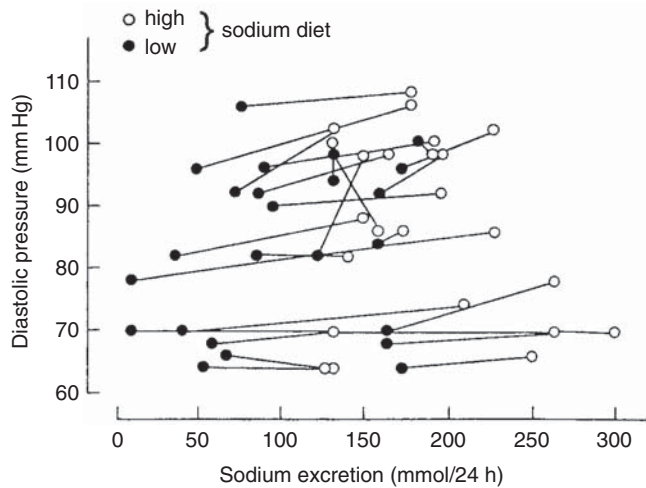 high
low
} sodium diet
110
100
90
80
70
60
Diastolic pressure (mm Hg)
0 50 100 150 200 250 300
Sodium excretion (mmol/24 h)